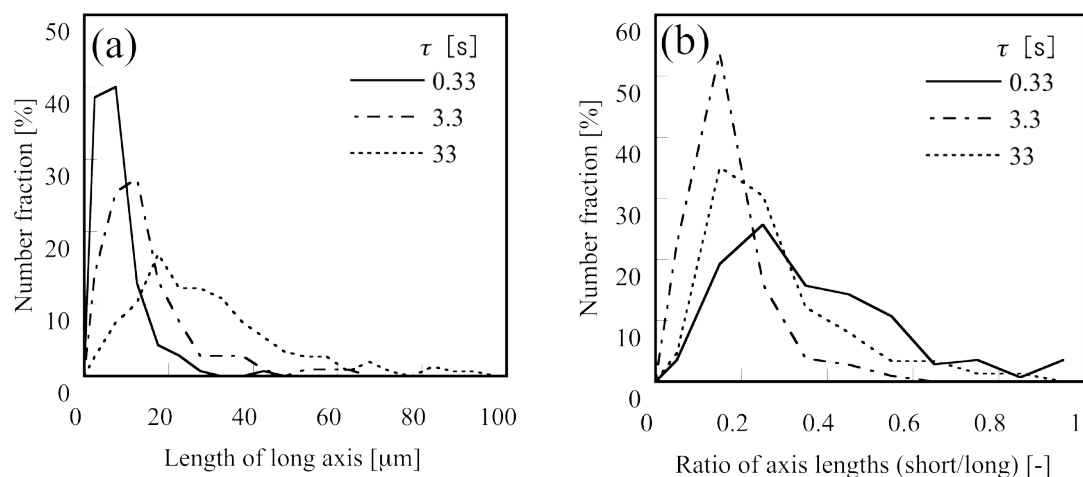 (a)
τ [s]
0.33
3.3
33
50
40
30
20
10
0
Number fraction [%]
0 20 40 60 80 100
Length of long axis [μm]
(b)
τ [s]
0.33
3.3
33
60
50
40
30
20
10
0
Number fraction [%]
0 0.2 0.4 0.6 0.8 1
Ratio of axis lengths (short/long) [-]